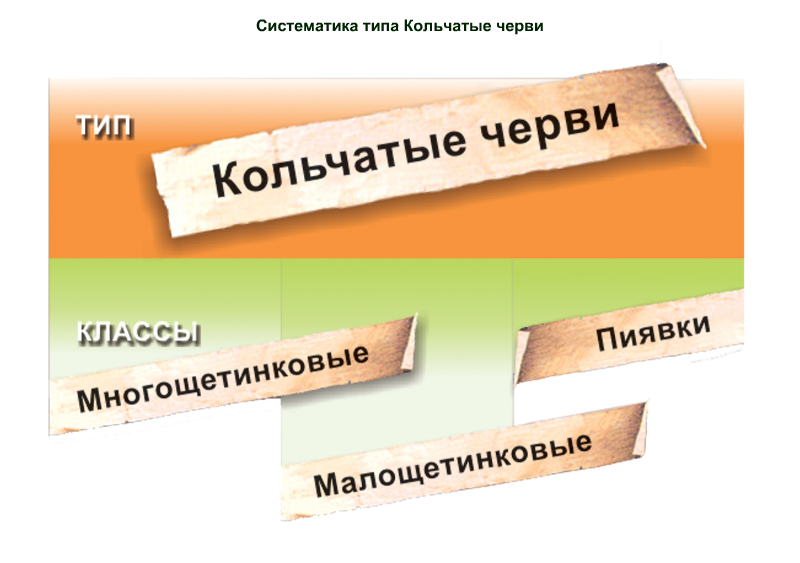 Систематика типа Кольчатые черви
ТИП
Кольчатые черви
КЛАССЫ
Многощетинковые
Пиявки
Малощетинковые